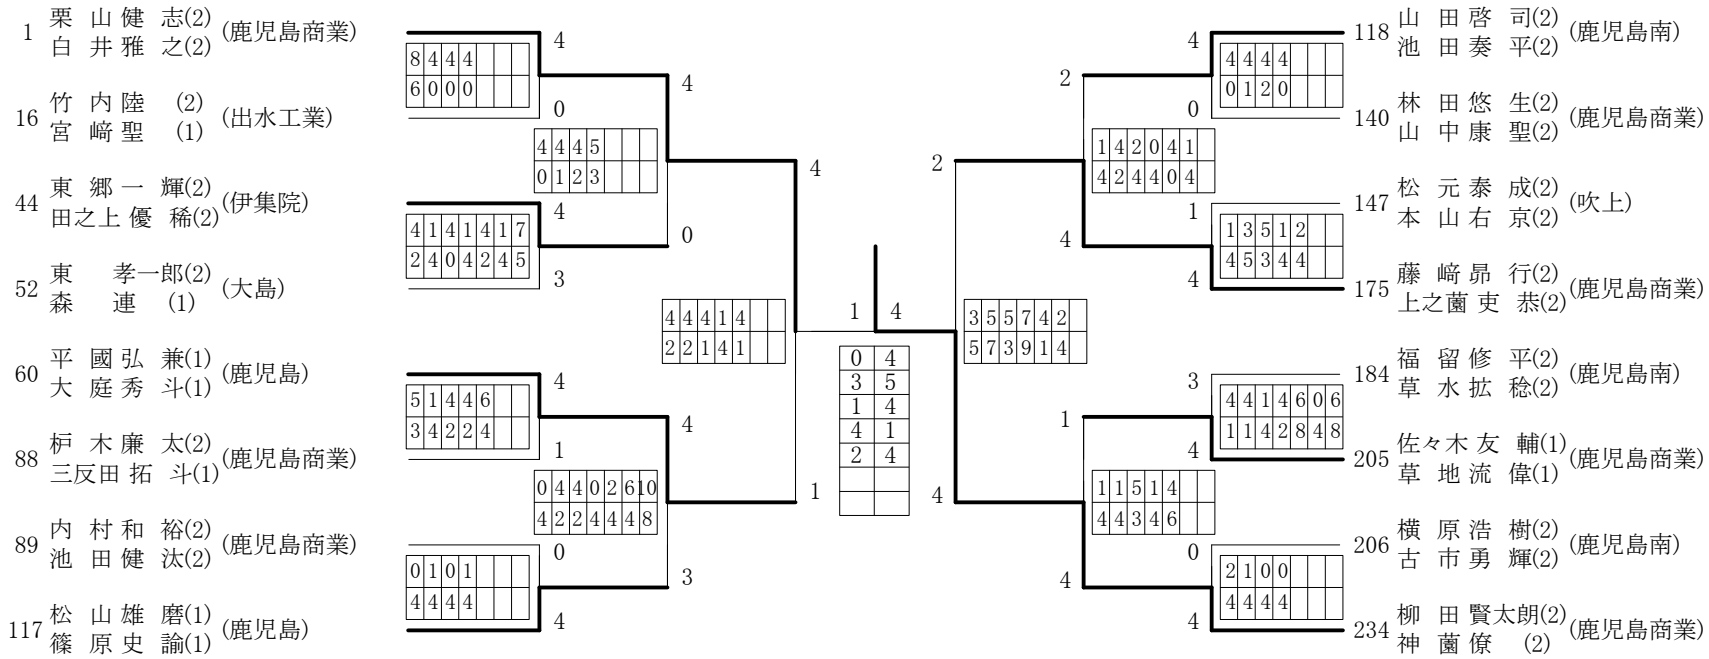 1 栗山健志(2) (鹿児島商業)
白井雅之(2)
16 竹内陸(2) (出水工業)
宮﨑聖(1)
44 東郷一輝(2) (伊集院)
田之上優稀(2)
52 東孝一郎(2) (大島)
森連(1)
60 平國弘兼(1) (鹿児島)
大庭秀斗(1)
88 枦木廉太(2) (鹿児島商業)
三反田拓斗(1)
89 内村和裕(2) (鹿児島商業)
池田健汰(2)
117 松山雄磨(1) (鹿児島)
篠原史諭(1)
4
8 4 4 4
6 0 0 0
0
4
4 1 4 1 4 1 7
2 4 0 4 2 4 5
3
4
5 1 4 4 6
3 4 2 2 4
1
0
0 1 0 1
4 4 4 4
4
4
4 4 4 5
0 1 2 3
0
4
0 4 4 0 2 6 10
4 2 2 4 4 4 8
3
4
4 4 4 1 4
2 2 1 4 1
1
1 4
0 4
3 5
1 4
4 1
2 4
2
3 5 5 7 4 2
5 7 3 9 1 4
4
2
1 4 2 0 4 1
4 2 4 4 0 4
4
1
1 1 5 1 4
4 4 3 4 6
4
4
4 4 4 4
0 1 2 0
0
1
1 3 5 1 2
4 5 3 4 4
4
3
4 4 1 4 6 0 6
1 1 4 2 8 4 8
4
0
2 1 0 0
4 4 4 4
4
118 山田啓司(2) (鹿児島南)
池田奏平(2)
140 林田悠生(2) (鹿児島商業)
山中康聖(2)
147 松元泰成(2) (吹上)
本山右京(2)
175 藤﨑昂行(2) (鹿児島商業)
上之薗吏恭(2)
184 福留修平(2) (鹿児島南)
草水拡稔(2)
205 佐々木友輔(1) (鹿児島商業)
草地流偉(1)
206 横原浩樹(2) (鹿児島南)
古市勇輝(2)
234 柳田賢太朗(2) (鹿児島商業)
神薗僚(2)